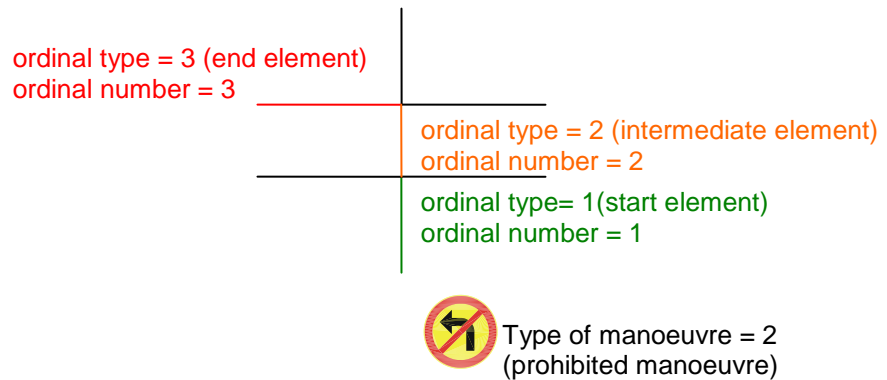 ordinal type = 3 (end element)
ordinal number = 3
ordinal type = 2 (intermediate element)
ordinal number = 2
ordinal type= 1(start element)
ordinal number = 1
Type of manoeuvre = 2
(prohibited manoeuvre)